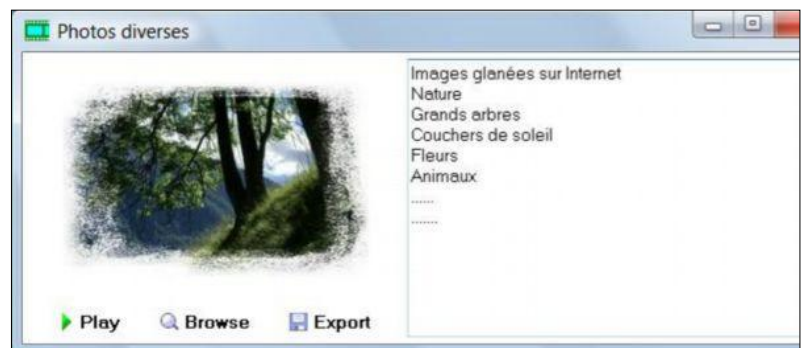 Photos diverses
Images glanées sur Internet
Nature
Grands arbres
Couchers de soleil
Fleurs
Animaux
......
.......
Play Browse Export